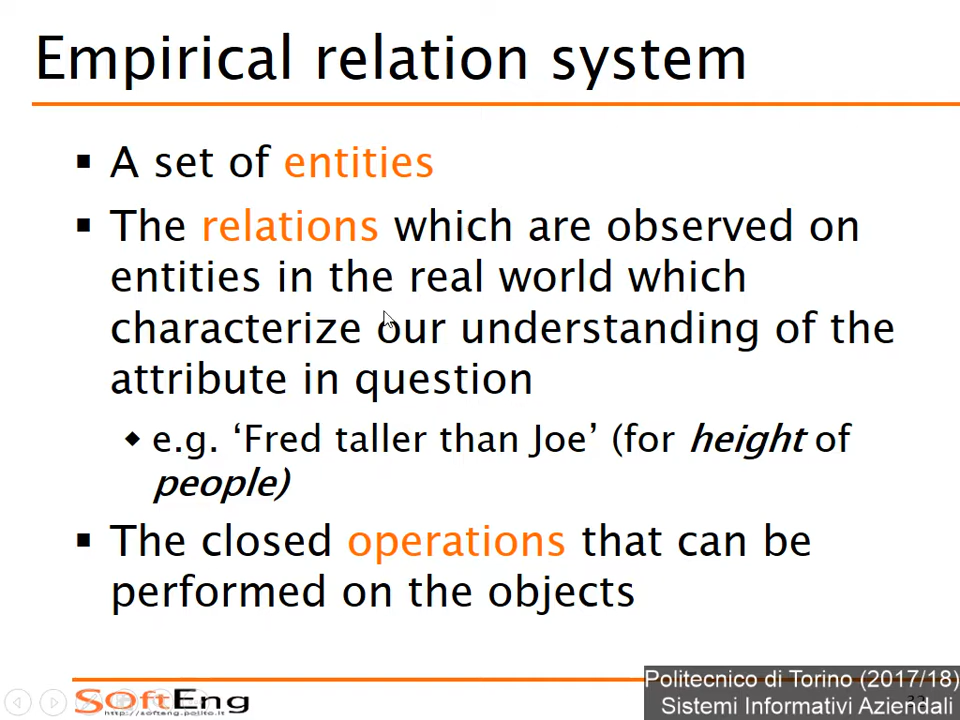 Empirical relation system
▪ A set of entities
▪ The relations which are observed on
entities in the real world which
characterize our understanding of the
attribute in question
◆ e.g. ‘Fred taller than Joe’ (for height of
people)
▪ The closed operations that can be
performed on the objects
SOftEng
http://softeng.polito.it
Politecnico di Torino (2017/18)
Sistemi Informativi Aziendali